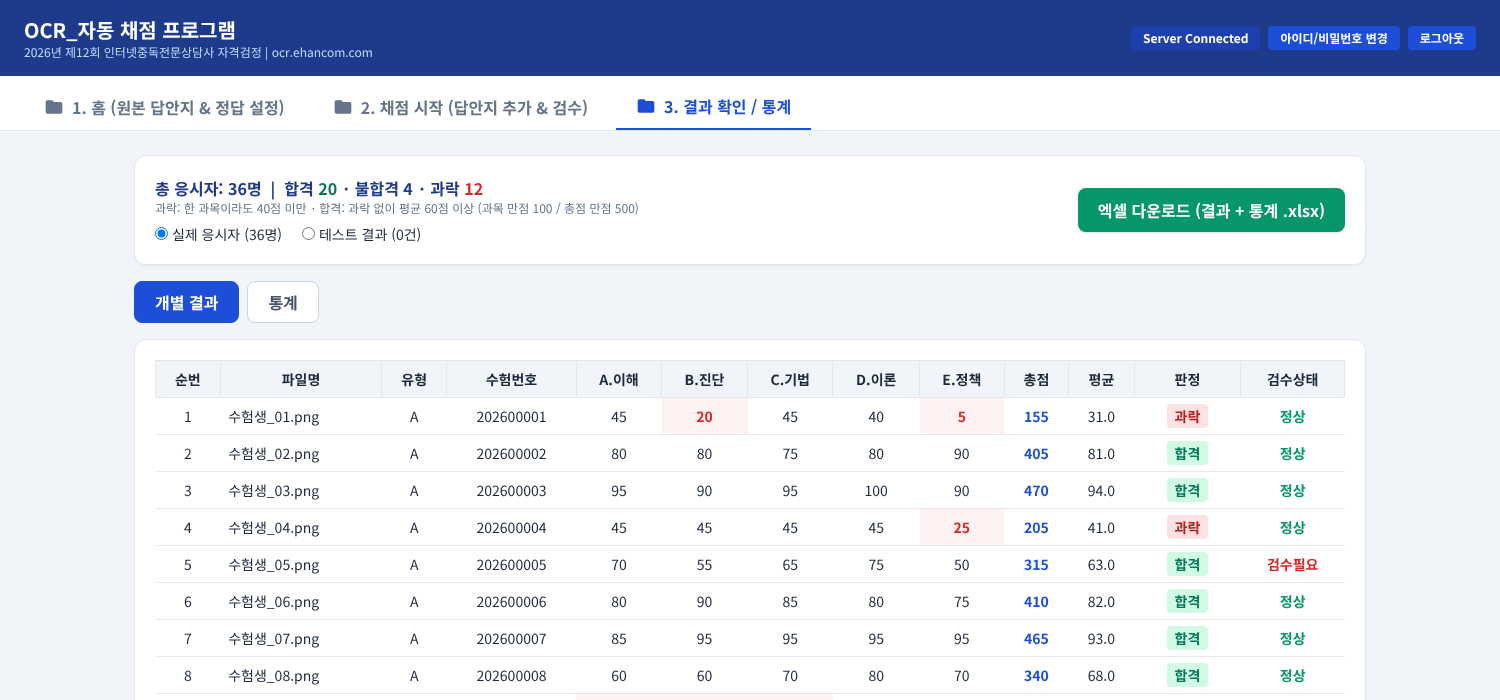 OCR_자동 채점 프로그램
2026년 제12회 인터넷중독전문상담사 자격검정 | ocr.ehancom.com
Server Connected
아이디/비밀번호 변경
로그아웃
1. 홈 (원본 답안지 & 정답 설정)
2. 채점 시작 (답안지 추가 & 검수)
3. 결과 확인 / 통계
총 응시자: 36명 | 합격 20 · 불합격 4 · 과락 12
과락: 한 과목이라도 40점 미만 · 합격: 과락 없이 평균 60점 이상 (과목 만점 100 / 총점 만점 500)
실제 응시자 (36명) 테스트 결과 (0건)
엑셀 다운로드 (결과 + 통계 .xlsx)
개별 결과 통계
순번 파일명 유형 수험번호 A.이해 B.진단 C.기법 D.이론 E.정책 총점 평균 판정 검수상태
1 수험생_01.png A 202600001 45 20 45 40 5 155 31.0 과락 정상
2 수험생_02.png A 202600002 80 80 75 80 90 405 81.0 합격 정상
3 수험생_03.png A 202600003 95 90 95 100 90 470 94.0 합격 정상
4 수험생_04.png A 202600004 45 45 45 45 25 205 41.0 과락 정상
5 수험생_05.png A 202600005 70 55 65 75 50 315 63.0 합격 검수필요
6 수험생_06.png A 202600006 80 90 85 80 75 410 82.0 합격 정상
7 수험생_07.png A 202600007 85 95 95 95 95 465 93.0 합격 정상
8 수험생_08.png A 202600008 60 60 70 80 70 340 68.0 합격 정상